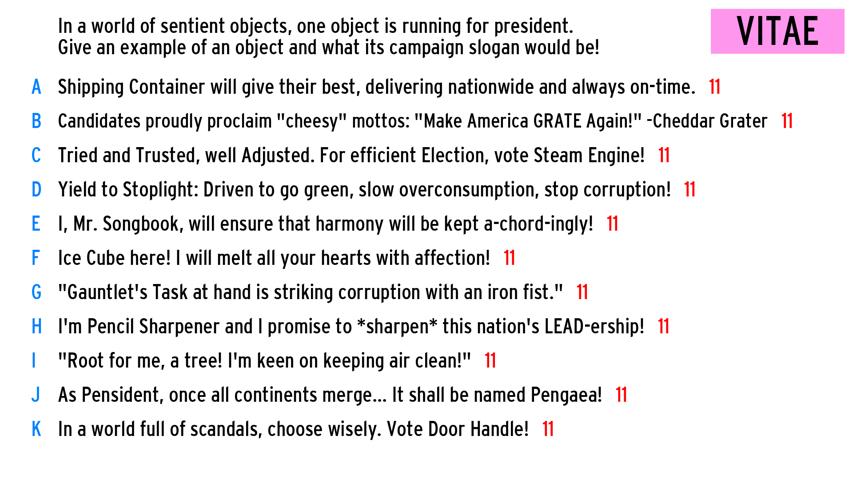 In a world of sentient objects, one object is running for president.
Give an example of an object and what its campaign slogan would be!
VITAE
A Shipping Container will give their best, delivering nationwide and always on-time. 11
B Candidates proudly proclaim "cheesy" mottos: "Make America GRATE Again!" -Cheddar Grater 11
C Tried and Trusted, well Adjusted. For efficient Election, vote Steam Engine! 11
D Yield to Stoplight: Driven to go green, slow overconsumption, stop corruption! 11
E I, Mr. Songbook, will ensure that harmony will be kept a-chord-ingly! 11
F Ice Cube here! I will melt all your hearts with affection! 11
G "Gauntlet's Task at hand is striking corruption with an iron fist." 11
H I'm Pencil Sharpener and I promise to *sharpen* this nation's LEAD-ership! 11
I "Root for me, a tree! I'm keen on keeping air clean!" 11
J As Pensident, once all continents merge... It shall be named Pengaea! 11
K In a world full of scandals, choose wisely. Vote Door Handle! 11